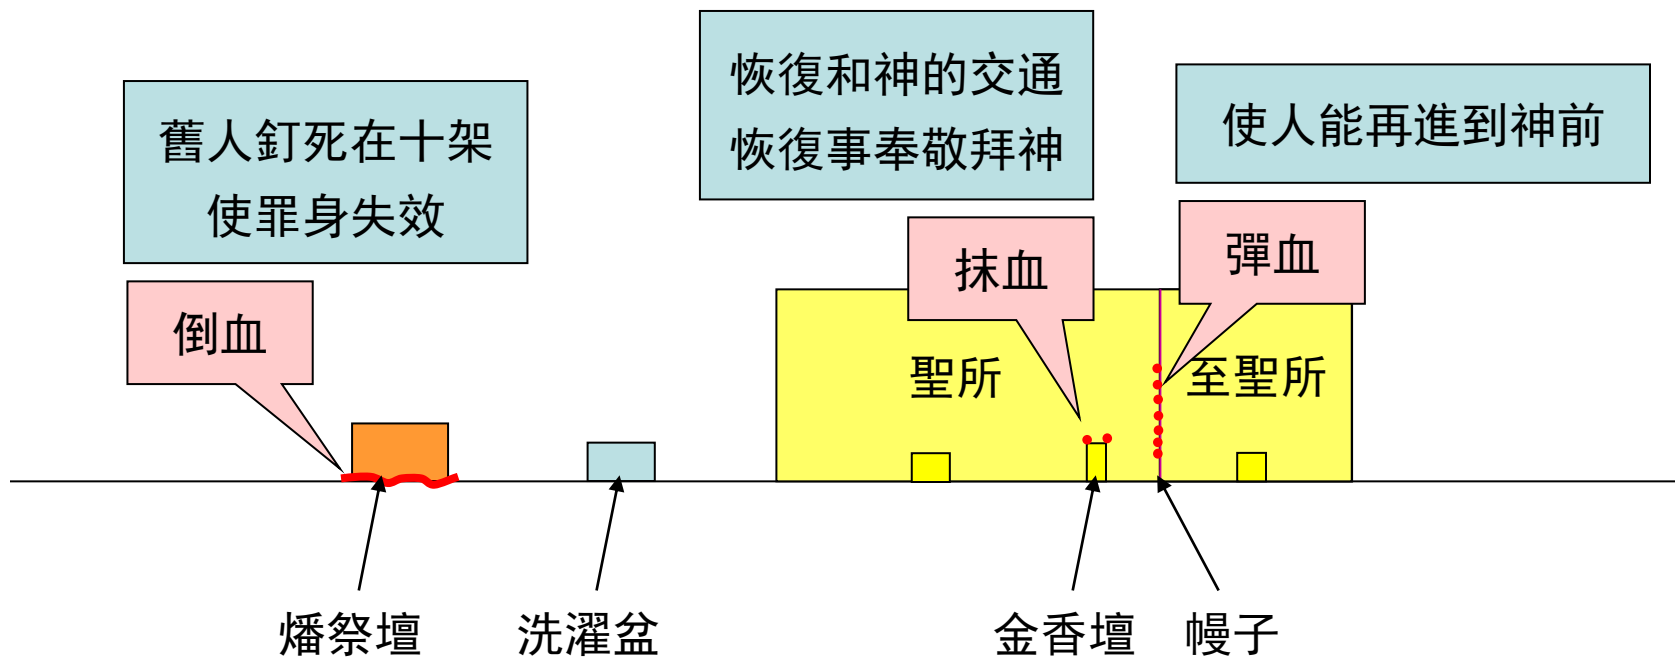 恢復和神的交通
恢復事奉敬拜神
使人能再進到神前
舊人釘死在十架
使罪身失效
彈血
抹血
倒血
聖所
至聖所
燔祭壇
洗濯盆
金香壇
幔子